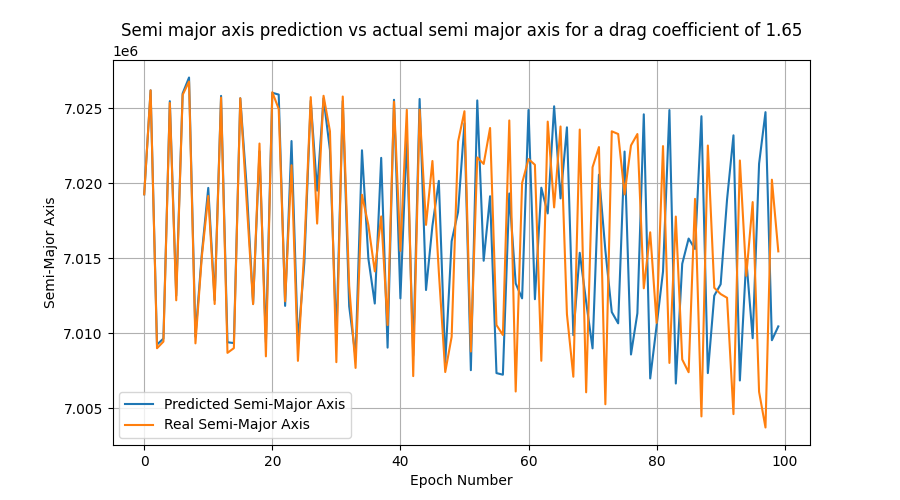 Semi major axis prediction vs actual semi major axis for a drag coefficient of 1.65
1e6
7.025
7.020
7.015
7.010
7.005
Semi-Major Axis
Predicted Semi-Major Axis
Real Semi-Major Axis
0 20 40 60 80 100
Epoch Number